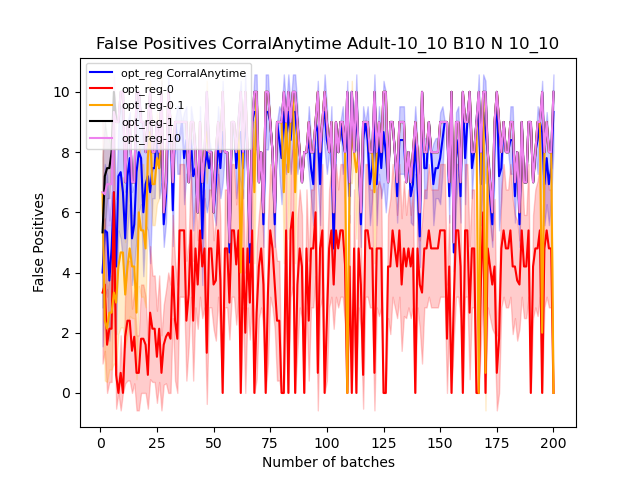 False Positives CorralAnytime Adult-10_10 B10 N 10_10
opt_reg CorralAnytime
opt_reg-0
opt_reg-0.1
opt_reg-1
opt_reg-10
False Positives
10
8
6
4
2
0
0 25 50 75 100 125 150 175 200
Number of batches